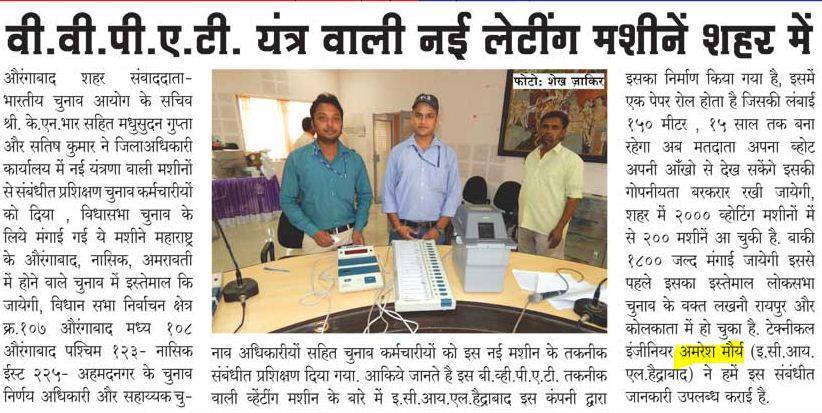 वी.वी.पी.ए.टी. यंत्र वाली नई लेटींग मशीनें शहर में
औरंगाबाद शहर संवाददाता-
भारतीय चुनाव आयोग के सचिव
श्री. के.एन.भार सहित मधुसुदन गुप्ता
और सतिष कुमार ने जिलाअधिकारी
कार्यालय में नई यंत्रणा वाली मशीनों
से संबंधीत प्रशिक्षण चुनाव कर्मचारीयों
को दिया , विधासभा चुनाव के
लिये मंगाई गई ये मशीने महाराष्ट्र
के औरंगाबाद, नासिक, अमरावती
में होने वाले चुनाव में इस्तेमाल कि
जायेगी, विधान सभा निर्वाचन क्षेत्र
क्र.१०७ औरंगाबाद मध्य १०८
औरंगाबाद पश्चिम १२३- नासिक
ईस्ट २२५- अहमदनगर के चुनाव
निर्णय अधिकारी और सहाय्यक चु-
फोटो: शेख ज़ाकिर
नाव अधिकारीयों सहित चुनाव कर्मचारीयों को इस नई मशीन के तकनीक
संबंधीत प्रशिक्षण दिया गया. आकिये जानते है इस वी.व्ही.पी.ए.टी. तकनीक
वाली व्हेंटींग मशीन के बारे में इ.सी.आय.एल.हैद्राबाद इस कंपणी द्वारा
इसका निर्माण किया गया है, इसमें
एक पेपर रोल होता है जिसकी लंबाई
१५० मीटर , १५ साल तक बना
रहेगा अब मतदाता अपना व्होट
अपनी आँखो से देख सकेंगे इसकी
गोपनीयता बरकरार रखी जायेगी,
शहर में २००० व्होटिंग मशीनों में
से २०० मशीनें आ चुकी है. बाकी
१८०० जल्द मंगाई जायेगी इससे
पहले इसका इस्तेमाल लोकसभा
चुनाव के वक्त लखनौ रायपुर और
कोलकाता में हो चुका है. टेक्नीकल
इंजीनियर अमरेश मौर्य (इ.सी.आय.
एल.हैद्राबाद) ने हमें इस संबंधीत
जानकारी उपलब्ध कराई है.